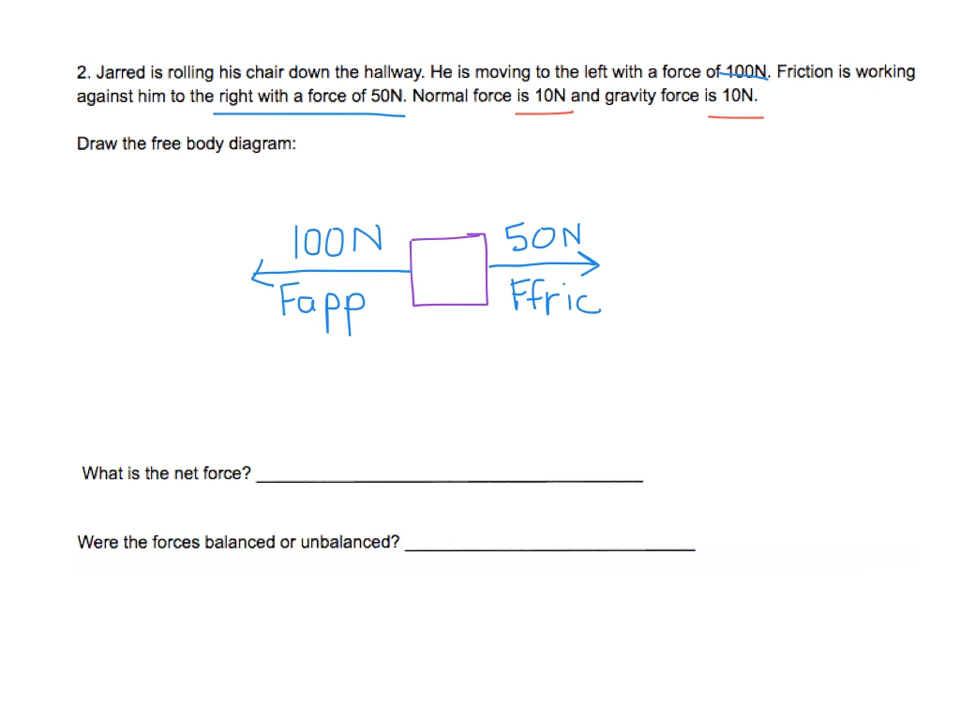 2. Jarred is rolling his chair down the hallway. He is moving to the left with a force of 100N. Friction is working
against him to the right with a force of 50N. Normal force is 10N and gravity force is 10N.
Draw the free body diagram:
100N 50N
Fapp Ffric
What is the net force?
Were the forces balanced or unbalanced?